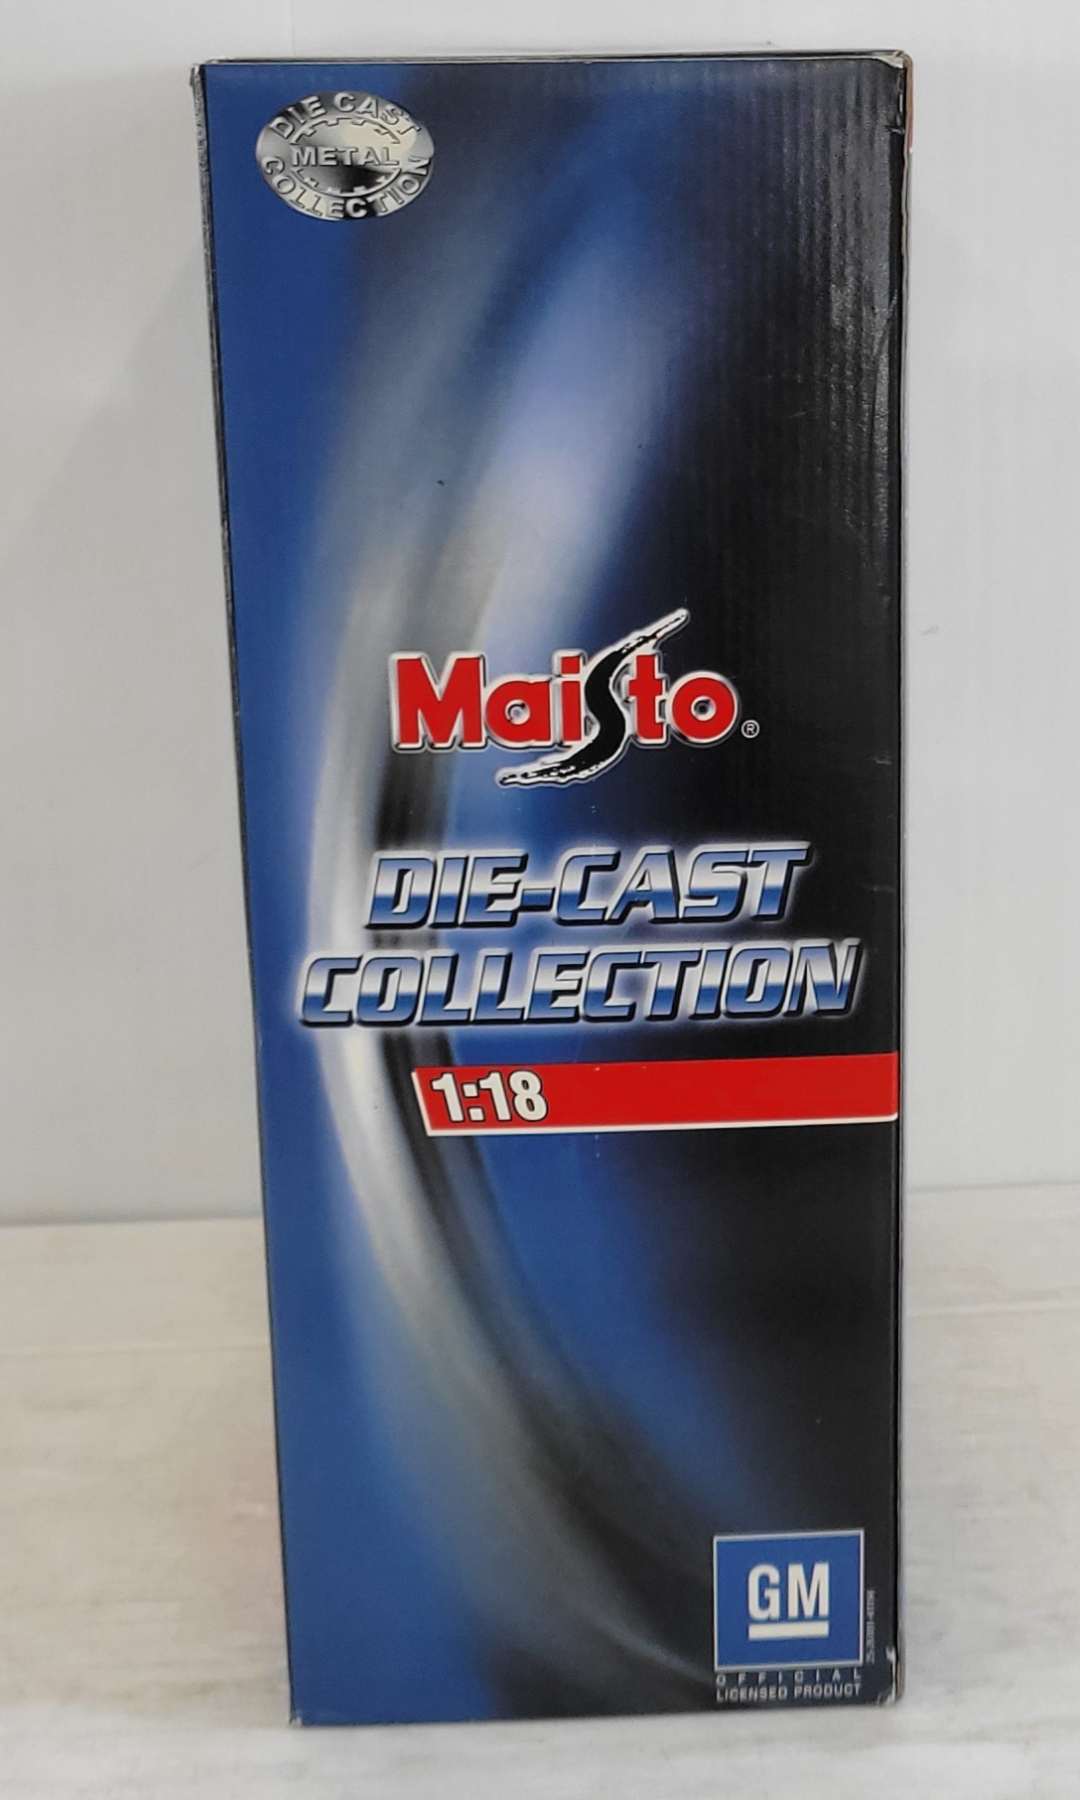 DIE CAST
METAL
COLLECTION
Maisto®
DIE-CAST
COLLECTION
1:18
GM
OFFICIAL
LICENSED PRODUCT